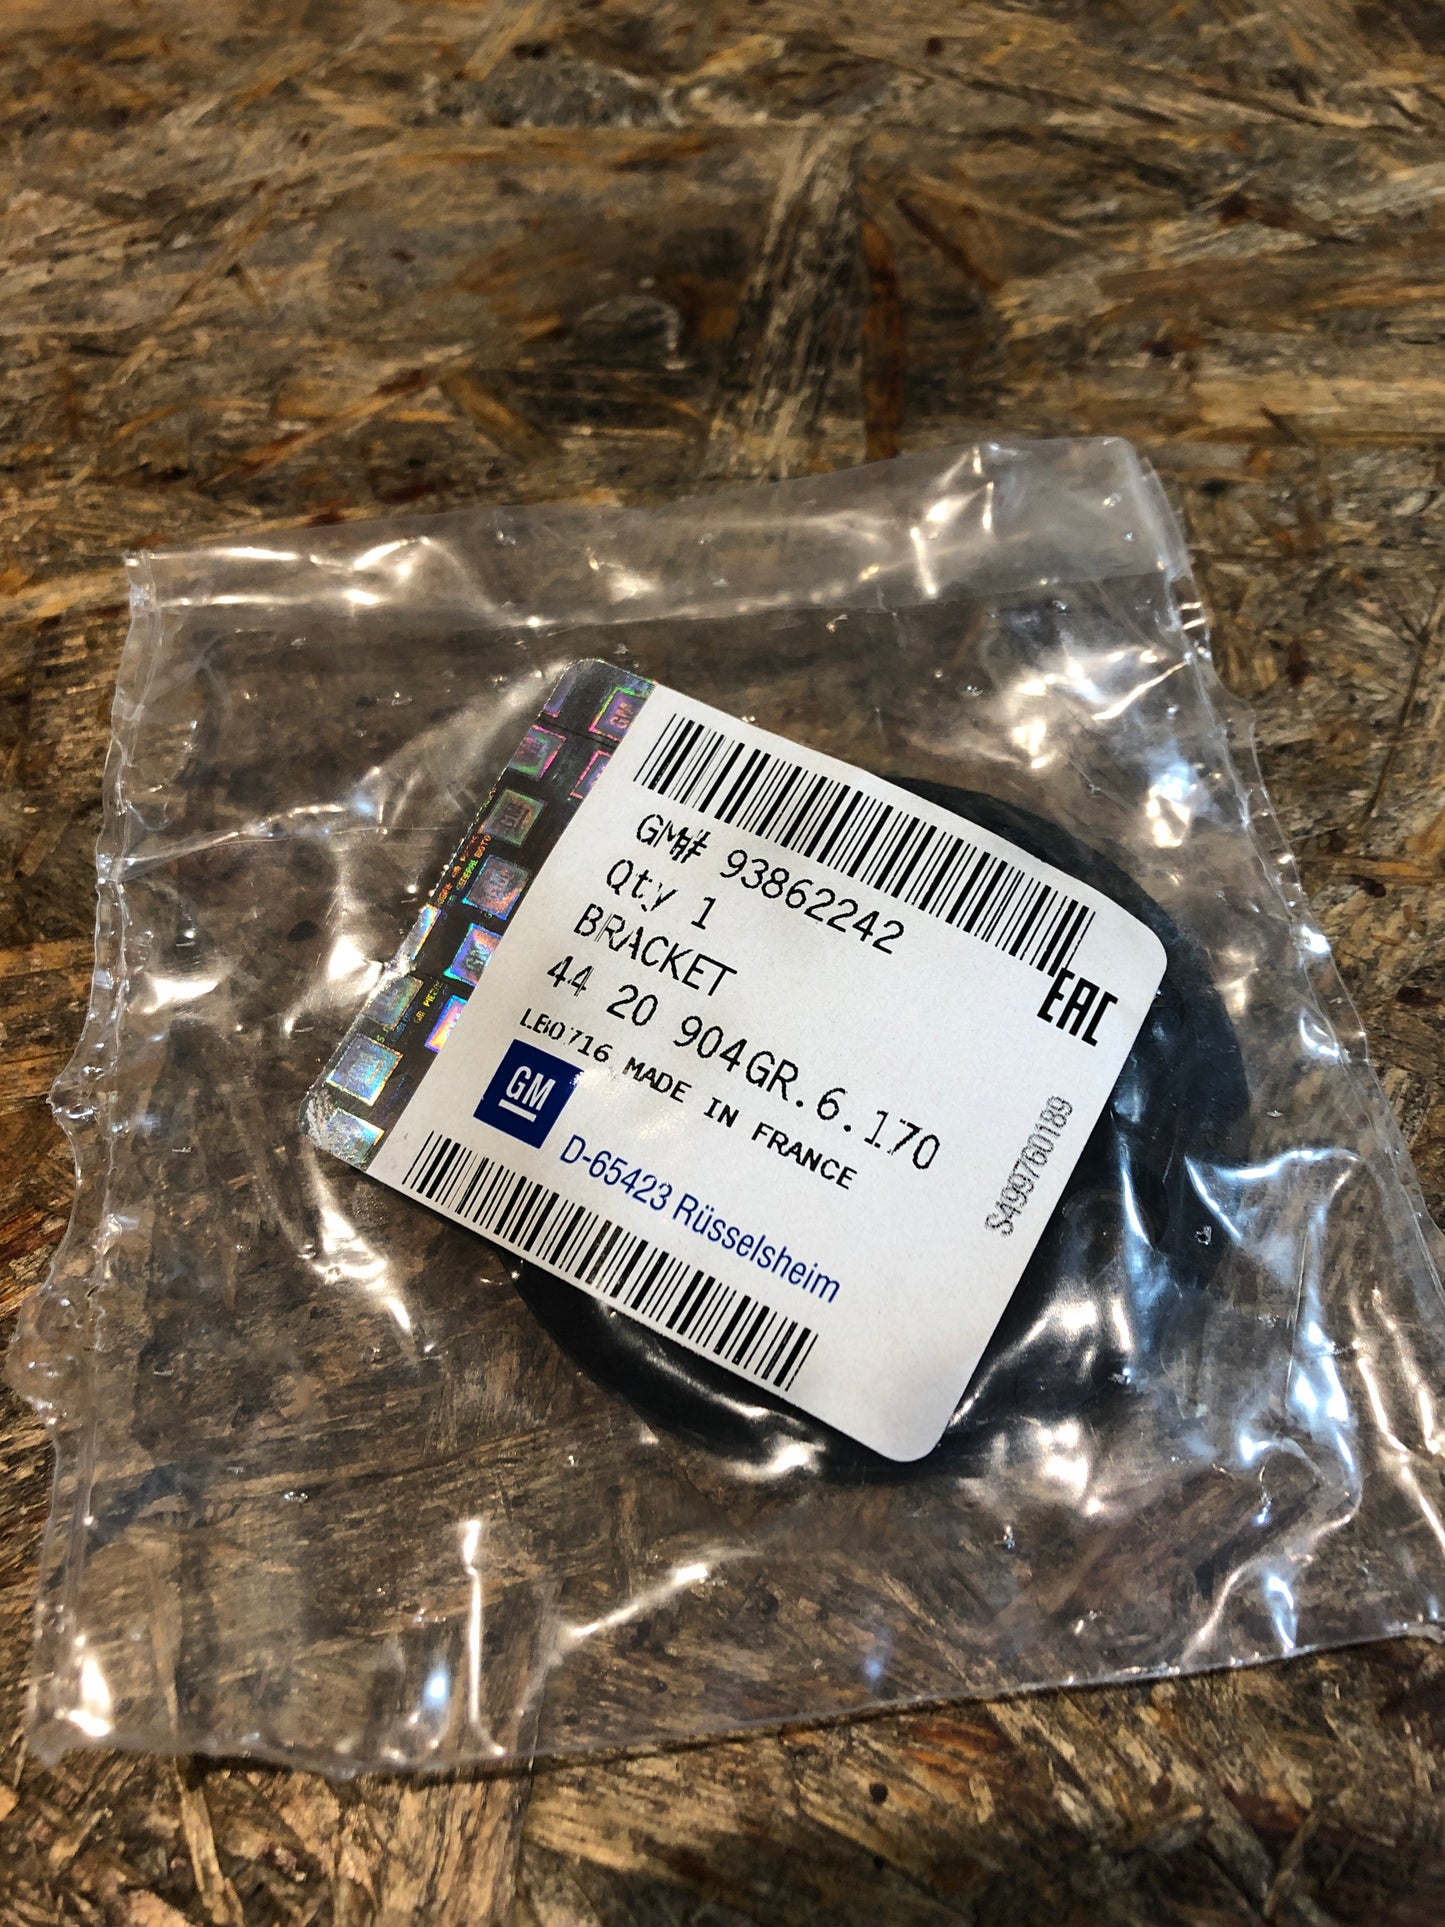 GM# 93862242
Qty 1
BRACKET
EAC
44 20 904GR.6.170
LB0716 MADE IN FRANCE
GM
D-65423 Rüsselsheim
S499760189